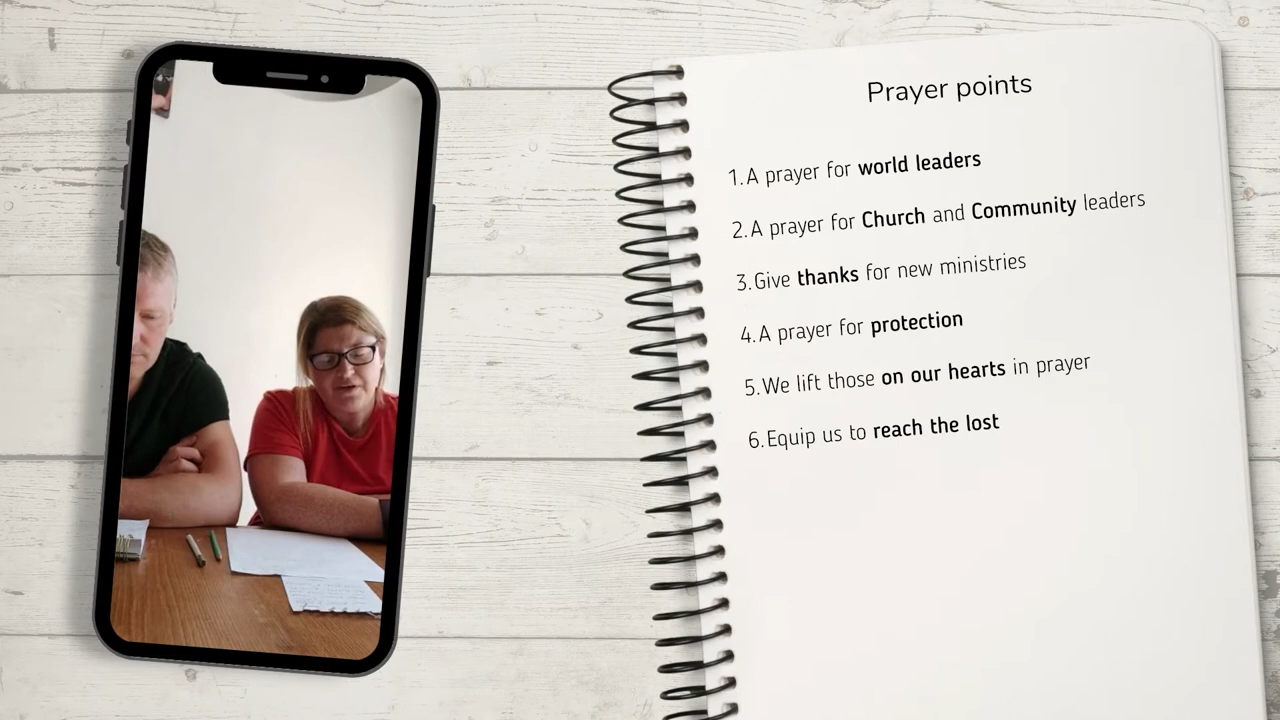 Prayer points
1.A prayer for world leaders
2.A prayer for Church and Community leaders
3.Give thanks for new ministries
4.A prayer for protection
5.We lift those on our hearts in prayer
6.Equip us to reach the lost